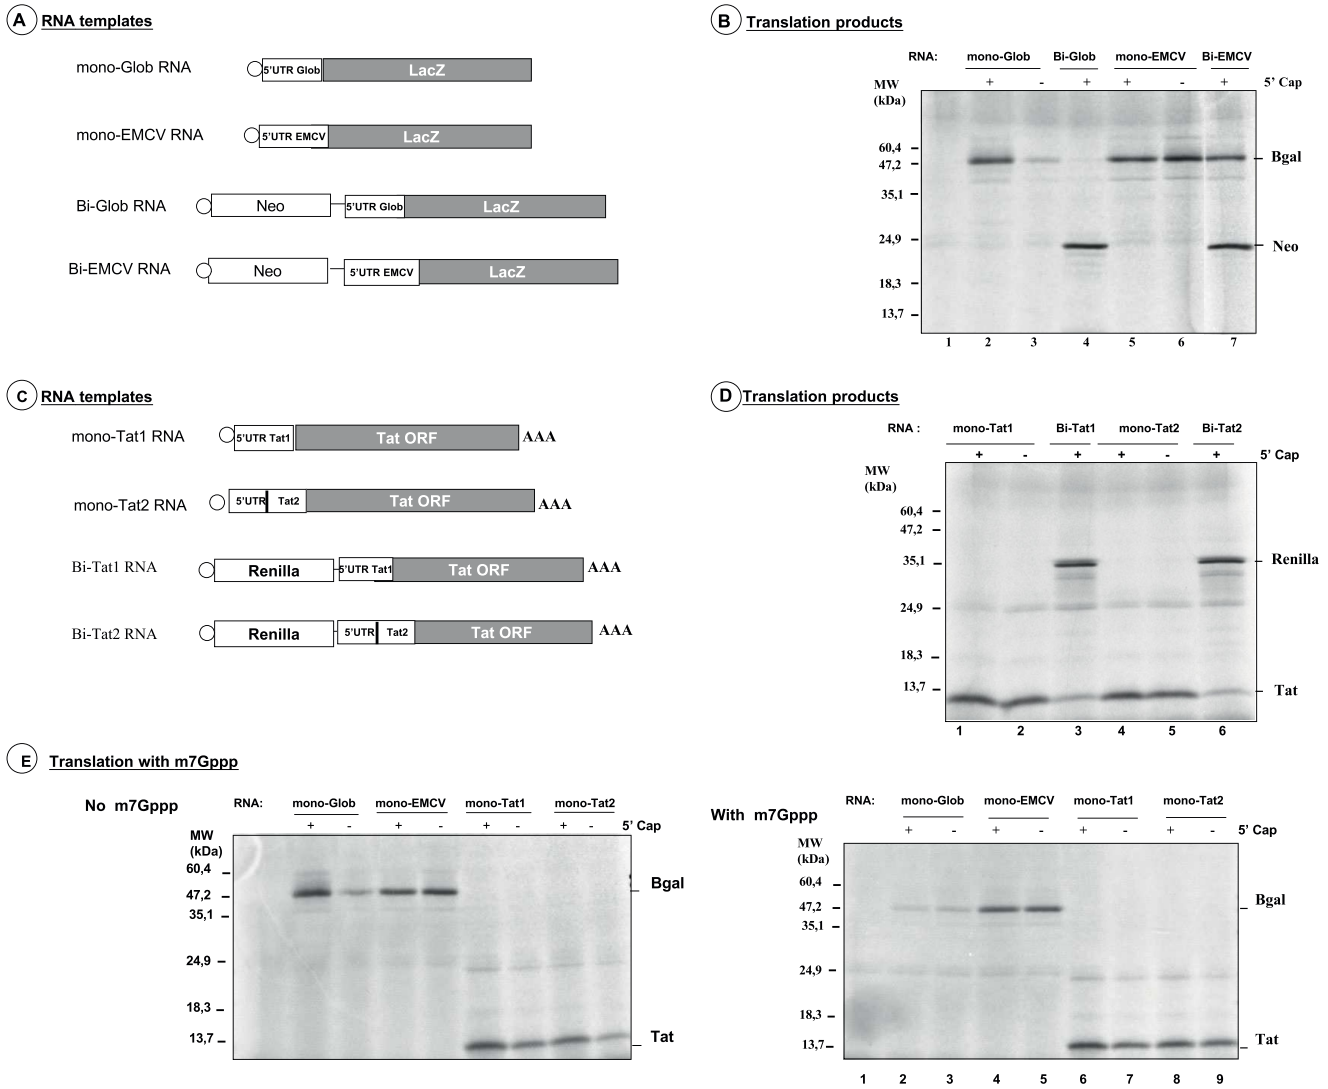 A RNA templates
mono-Glob RNA
5'UTR Glob LacZ
mono-EMCV RNA
5'UTR EMCV LacZ
Bi-Glob RNA
Neo 5'UTR Glob LacZ
Bi-EMCV RNA
Neo 5'UTR EMCV LacZ
B Translation products
RNA: mono-Glob Bi-Glob mono-EMCV Bi-EMCV
+ - + + - + 5' Cap
MW
(kDa)
60,4
47,2
35,1
24,9
18,3
13,7
Bgal
Neo
1 2 3 4 5 6 7
C RNA templates
mono-Tat1 RNA
5'UTR Tat1 Tat ORF AAA
mono-Tat2 RNA
5'UTR Tat2 Tat ORF AAA
Bi-Tat1 RNA
Renilla 5'UTR Tat1 Tat ORF AAA
Bi-Tat2 RNA
Renilla 5'UTR Tat2 Tat ORF AAA
D Translation products
RNA : mono-Tat1 Bi-Tat1 mono-Tat2 Bi-Tat2
+ - + + - + 5' Cap
MW
(kDa)
60,4
47,2
35,1
24,9
18,3
13,7
Renilla
Tat
1 2 3 4 5 6
E Translation with m7Gppp
No m7Gppp
RNA: mono-Glob mono-EMCV mono-Tat1 mono-Tat2
+ - + - + - + - 5' Cap
MW
(kDa)
60,4
47,2
35,1
24,9
18,3
13,7
Bgal
Tat
With m7Gppp
RNA: mono-Glob mono-EMCV mono-Tat1 mono-Tat2
+ - + - + - + - 5' Cap
MW
(kDa)
60,4
47,2
35,1
24,9
18,3
13,7
Bgal
Tat
1 2 3 4 5 6 7 8 9